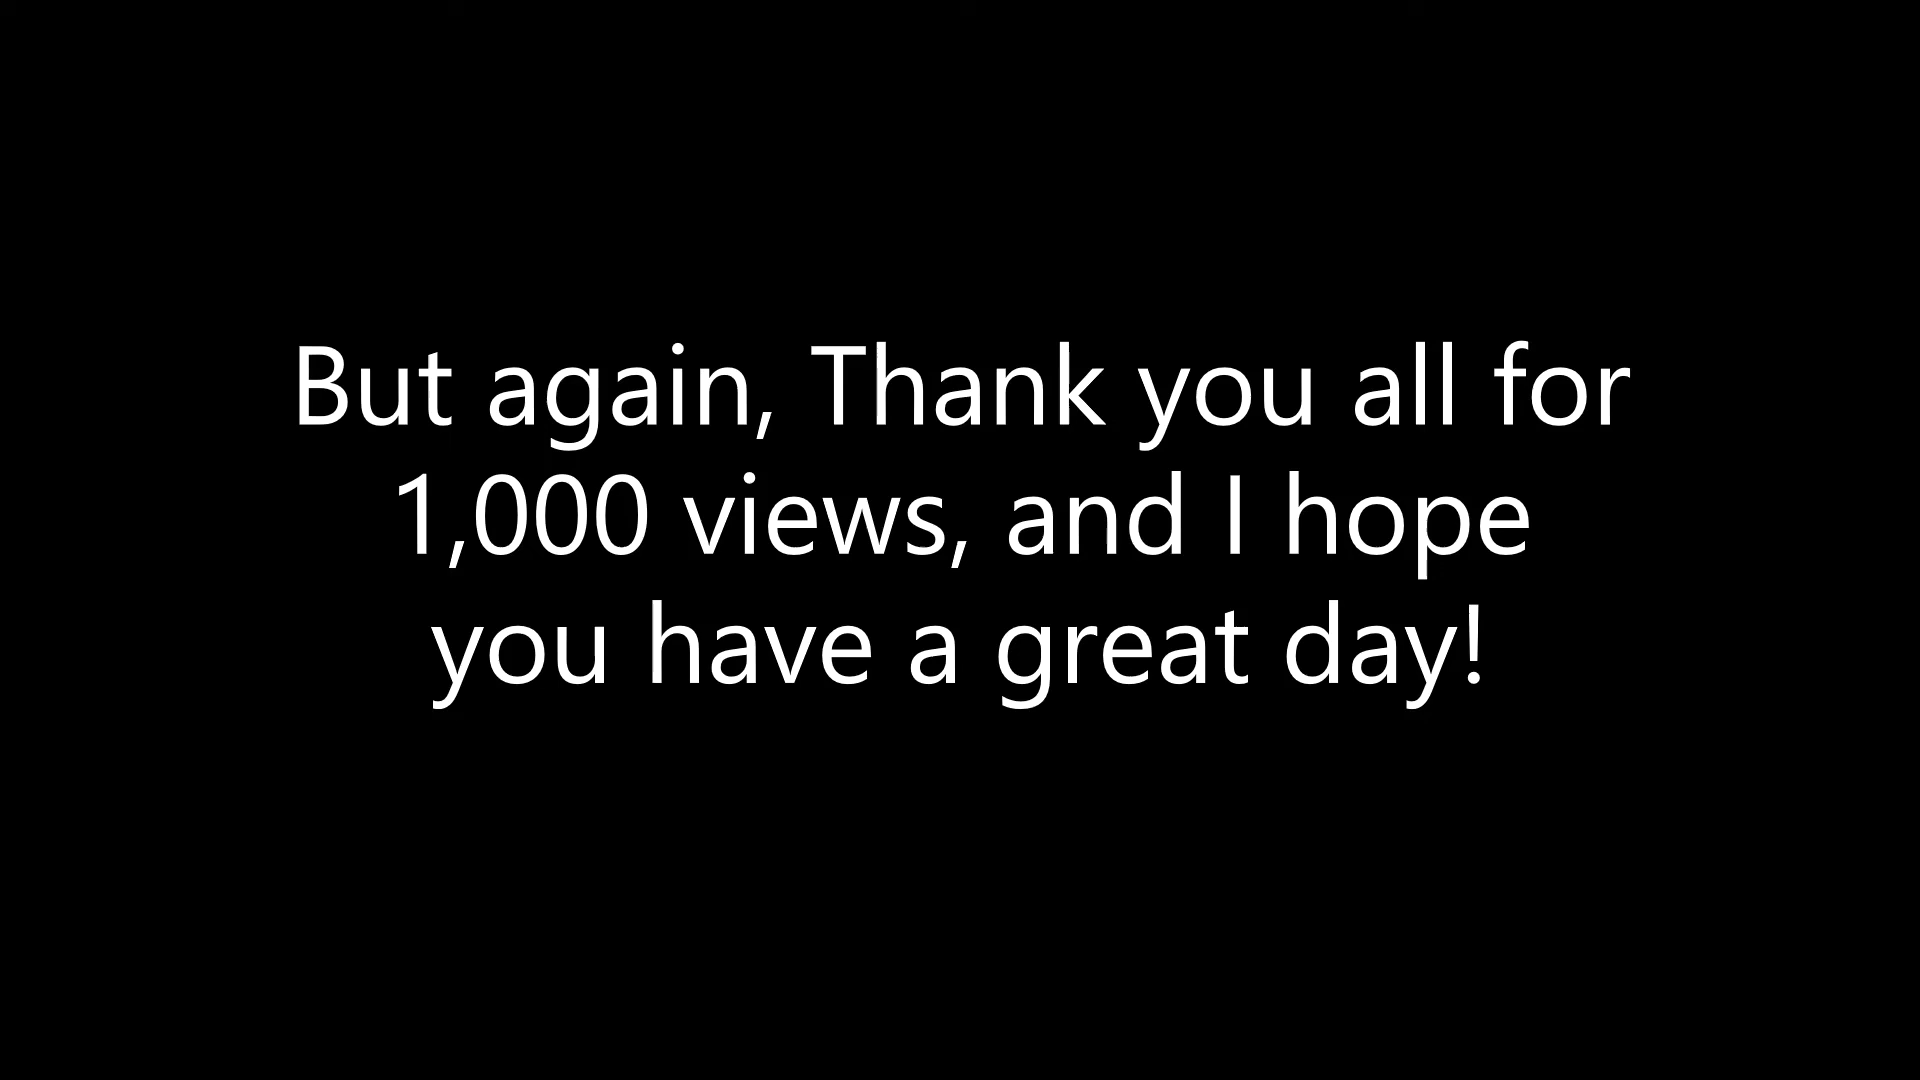 But again, Thank you all for
1,000 views, and I hope
you have a great day!